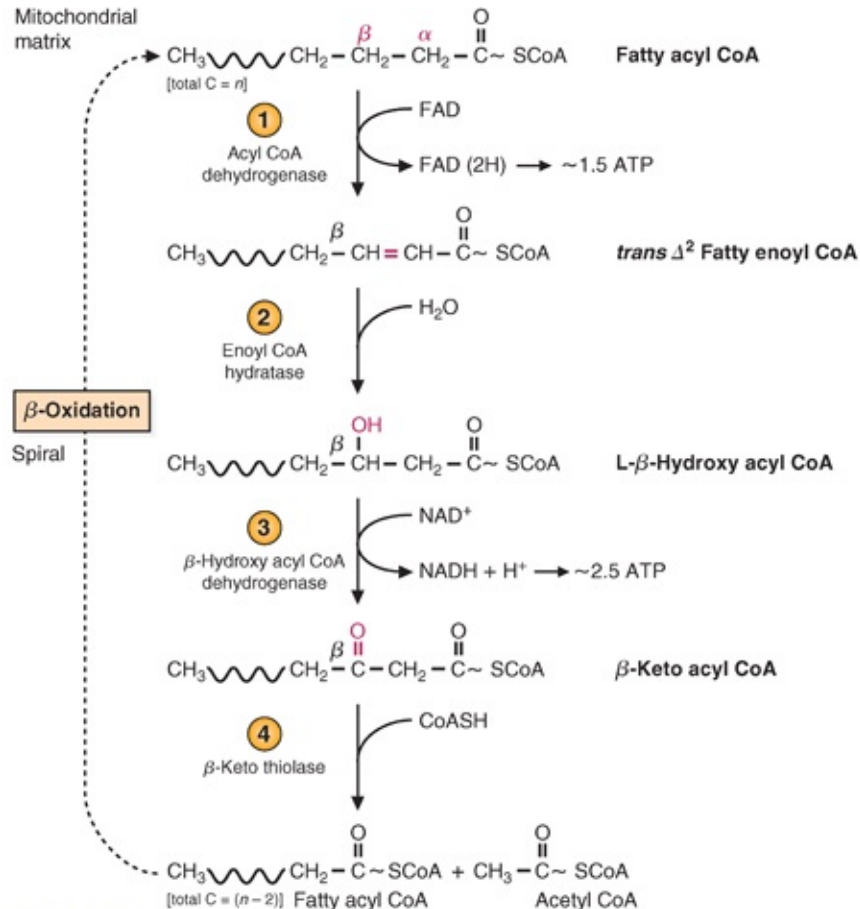 Mitochondrial
matrix
β α O
CH₃ CH₂–CH₂–CH₂–C~ SCoA Fatty acyl CoA
[total C = n]
1
FAD
Acyl CoA
dehydrogenase
FAD (2H) → ~1.5 ATP
β O
CH₃ CH₂–CH=CH–C~ SCoA trans Δ² Fatty enoyl CoA
2
H₂O
Enoyl CoA
hydratase
β-Oxidation
Spiral
OH
β O
CH₃ CH₂–CH–CH₂–C~ SCoA L-β-Hydroxy acyl CoA
3
NAD⁺
β-Hydroxy acyl CoA
dehydrogenase
NADH + H⁺ → ~2.5 ATP
O O
β
CH₃ CH₂–C–CH₂–C~ SCoA β-Keto acyl CoA
4
CoASH
β-Keto thiolase
O O
CH₃ CH₂–C~SCoA + CH₃–C~ SCoA
[total C = (n – 2)] Fatty acyl CoA Acetyl CoA